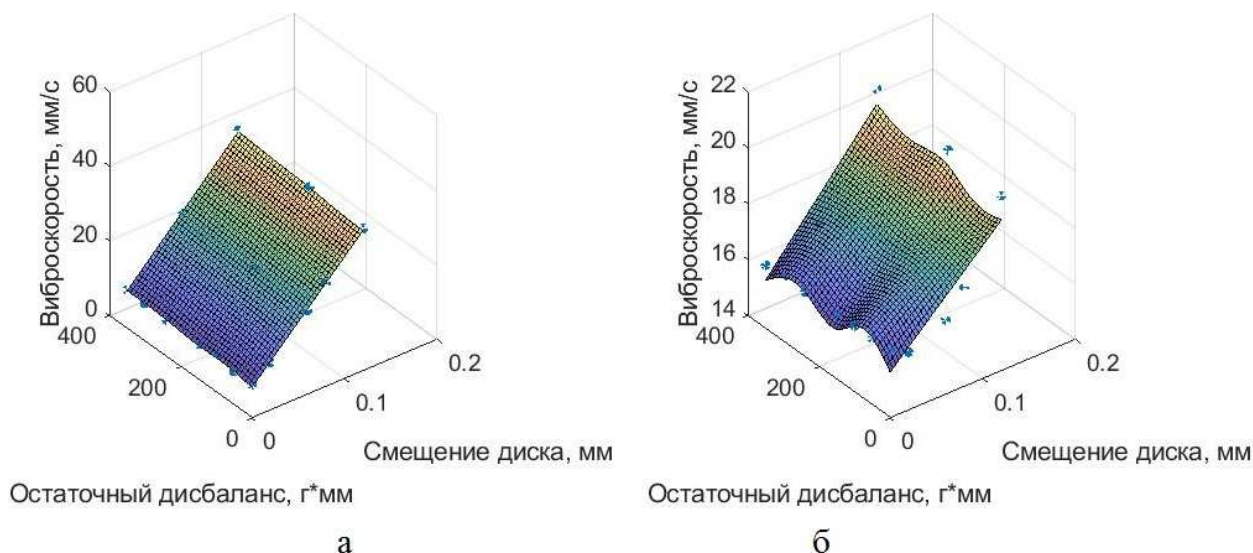 Виброскорость, мм/с
60
40
20
0
400
200
0
0
0.1
0.2
Смещение диска, мм
Остаточный дисбаланс, г*мм
а
Виброскорость, мм/с
22
20
18
16
14
400
200
0
0
0.1
0.2
Смещение диска, мм
Остаточный дисбаланс, г*мм
б